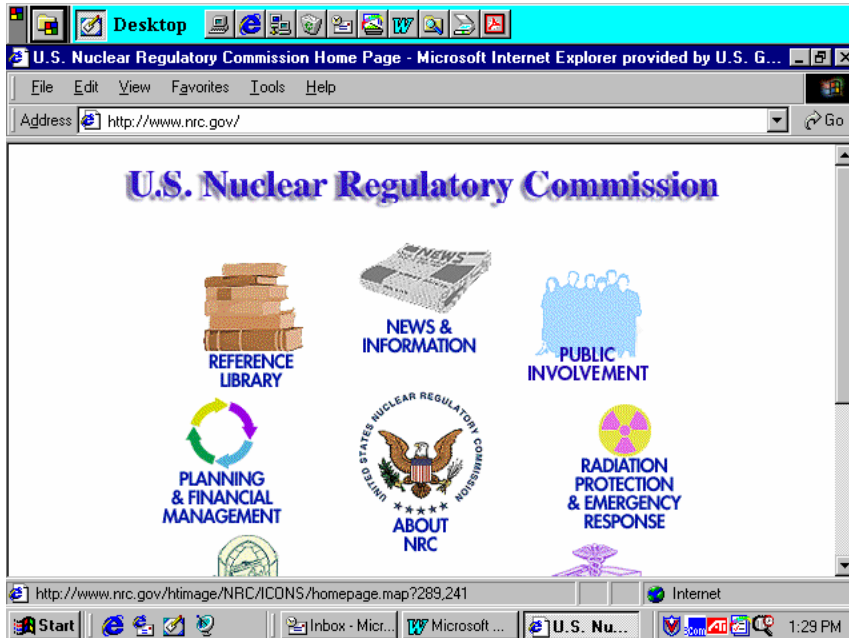 Desktop
U.S. Nuclear Regulatory Commission Home Page - Microsoft Internet Explorer provided by U.S. G...
File Edit View Favorites Tools Help
Address http://www.nrc.gov/ Go
U.S. Nuclear Regulatory Commission
NEWS
NEWS &
INFORMATION
REFERENCE
LIBRARY
PUBLIC
INVOLVEMENT
UNITED STATES NUCLEAR REGULATORY COMMISSION
PLANNING
& FINANCIAL
MANAGEMENT
ABOUT
NRC
RADIATION
PROTECTION
& EMERGENCY
RESPONSE
http://www.nrc.gov/htimage/NRC/ICONS/homepage.map?289,241 Internet
Start Inbox - Micr... Microsoft ... U.S. Nu... 1:29 PM